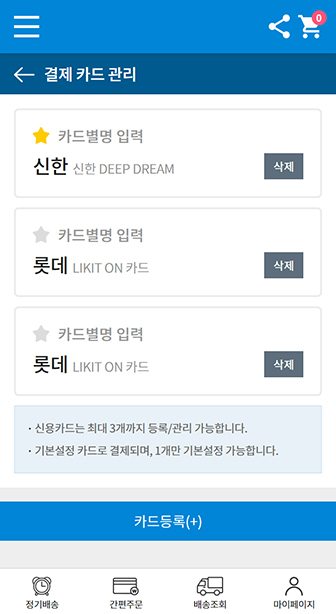 0
결제 카드 관리
카드별명 입력
신한 신한 DEEP DREAM
삭제
카드별명 입력
롯데 LIKIT ON 카드
삭제
카드별명 입력
롯데 LIKIT ON 카드
삭제
· 신용카드는 최대 3개까지 등록/관리 가능합니다.
· 기본설정 카드로 결제되며, 1개만 기본설정 가능합니다.
카드등록(+)
정기배송 간편주문 배송조회 마이페이지